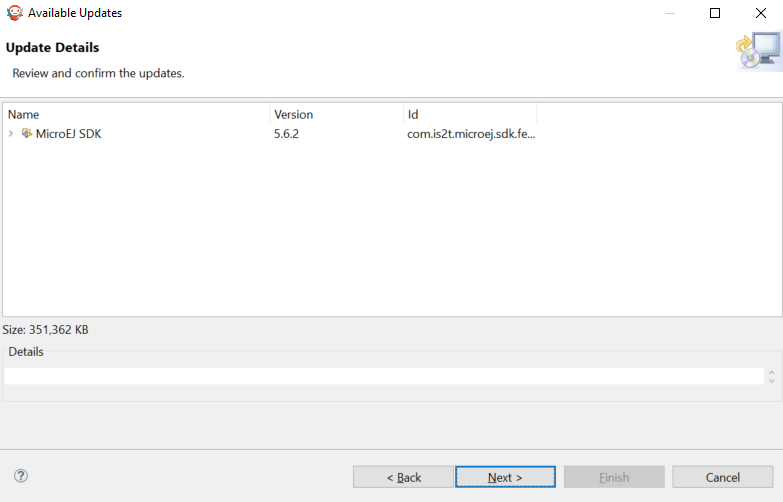 Available Updates
Update Details
Review and confirm the updates.
Name Version Id
MicroEJ SDK 5.6.2 com.is2t.microej.sdk.fe...
Size: 351,362 KB
Details
< Back Next > Finish Cancel